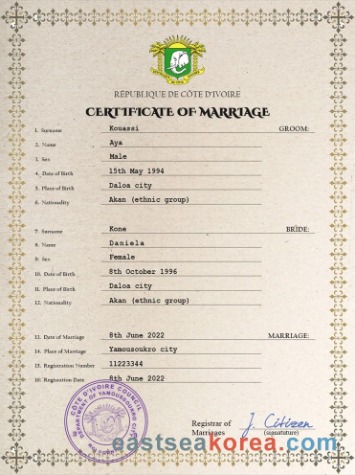 RÉPUBLIQUE DE CÔTE D'IVOIRE
CERTIFICATE OF MARRIAGE
1. Surname Kouassi GROOM:
2. Name Aya
3. Sex Male
4. Date of Birth 15th May 1994
5. Place of Birth Daloa city
6. Nationality Akan (ethnic group)
7. Surname Kone BRIDE:
8. Name Daniela
9. Sex Female
10. Date of Birth 8th October 1996
11. Place of Birth Daloa city
12. Nationality Akan (ethnic group)
13. Date of Marriage 8th June 2022 MARRIAGE:
14. Place of Marriage Yamousoukro city
15. Registration Number 11223344
16. Registration Date 8th June 2022
CÔTE D'IVOIRE COUNCIL
Registrar of
Marriages
J. Citizen
(signature)
eastseakorea.com